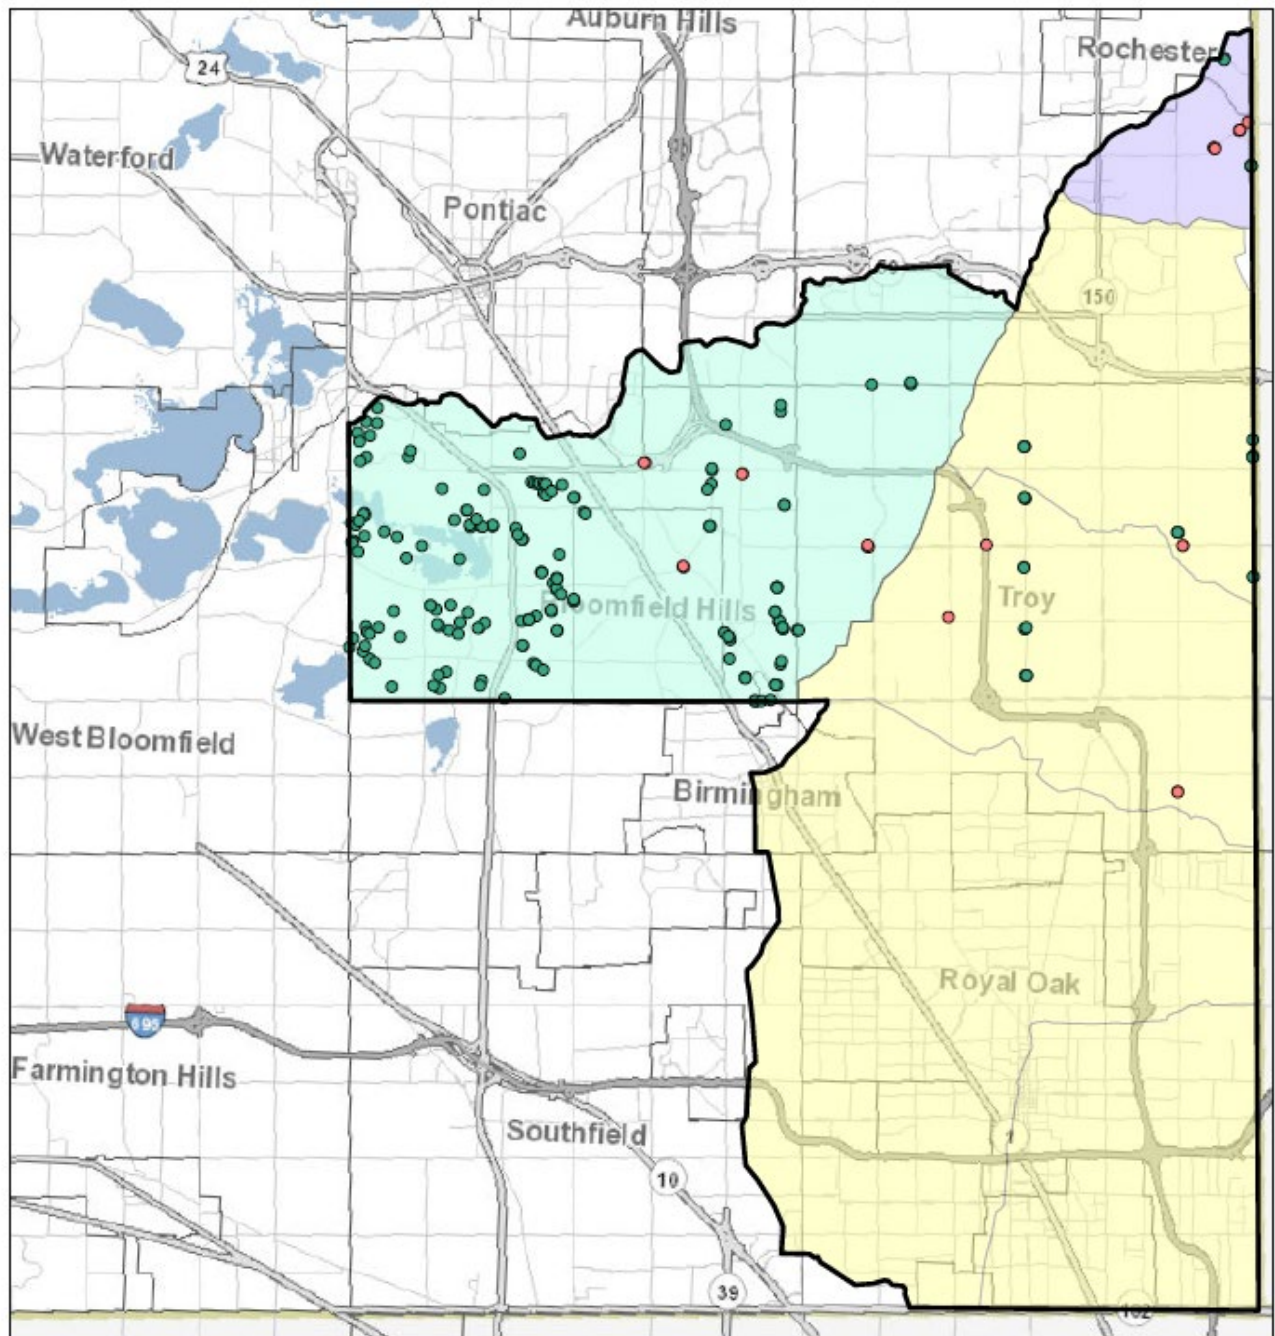 Auburn Hills
Rochester
24
Waterford
Pontiac
150
Bloomfield Hills
Troy
West Bloomfield
Birmingham
Royal Oak
696
Farmington Hills
Southfield
1
10
39
102